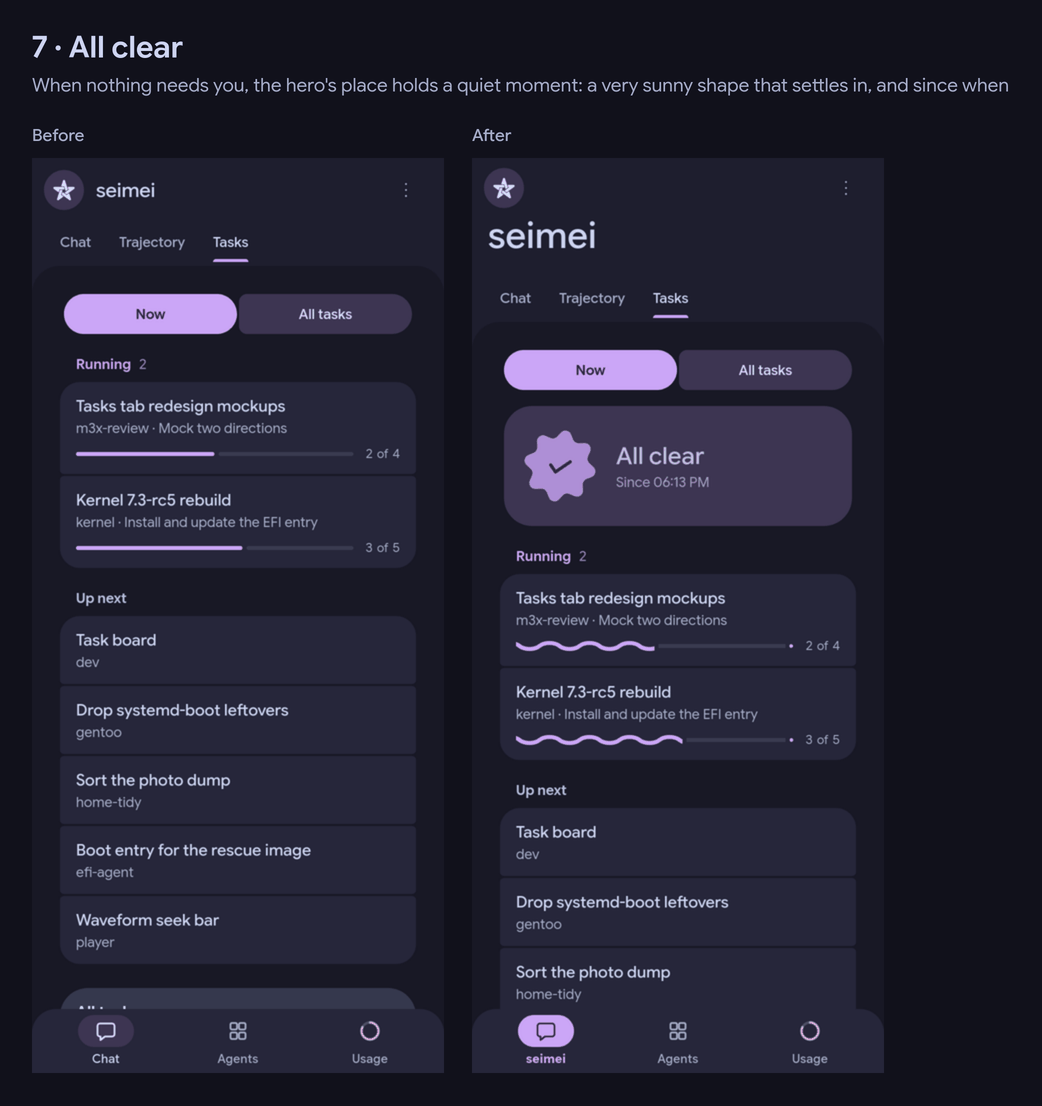 7 · All clear
When nothing needs you, the hero's place holds a quiet moment: a very sunny shape that settles in, and since when
Before
seimei
Chat Trajectory Tasks
Now All tasks
Running 2
Tasks tab redesign mockups
m3x-review · Mock two directions
2 of 4
Kernel 7.3-rc5 rebuild
kernel · Install and update the EFI entry
3 of 5
Up next
Task board
dev
Drop systemd-boot leftovers
gentoo
Sort the photo dump
home-tidy
Boot entry for the rescue image
efi-agent
Waveform seek bar
player
Chat Agents Usage
After
seimei
Chat Trajectory Tasks
Now All tasks
All clear
Since 06:13 PM
Running 2
Tasks tab redesign mockups
m3x-review · Mock two directions
2 of 4
Kernel 7.3-rc5 rebuild
kernel · Install and update the EFI entry
3 of 5
Up next
Task board
dev
Drop systemd-boot leftovers
gentoo
Sort the photo dump
home-tidy
seimei Agents Usage